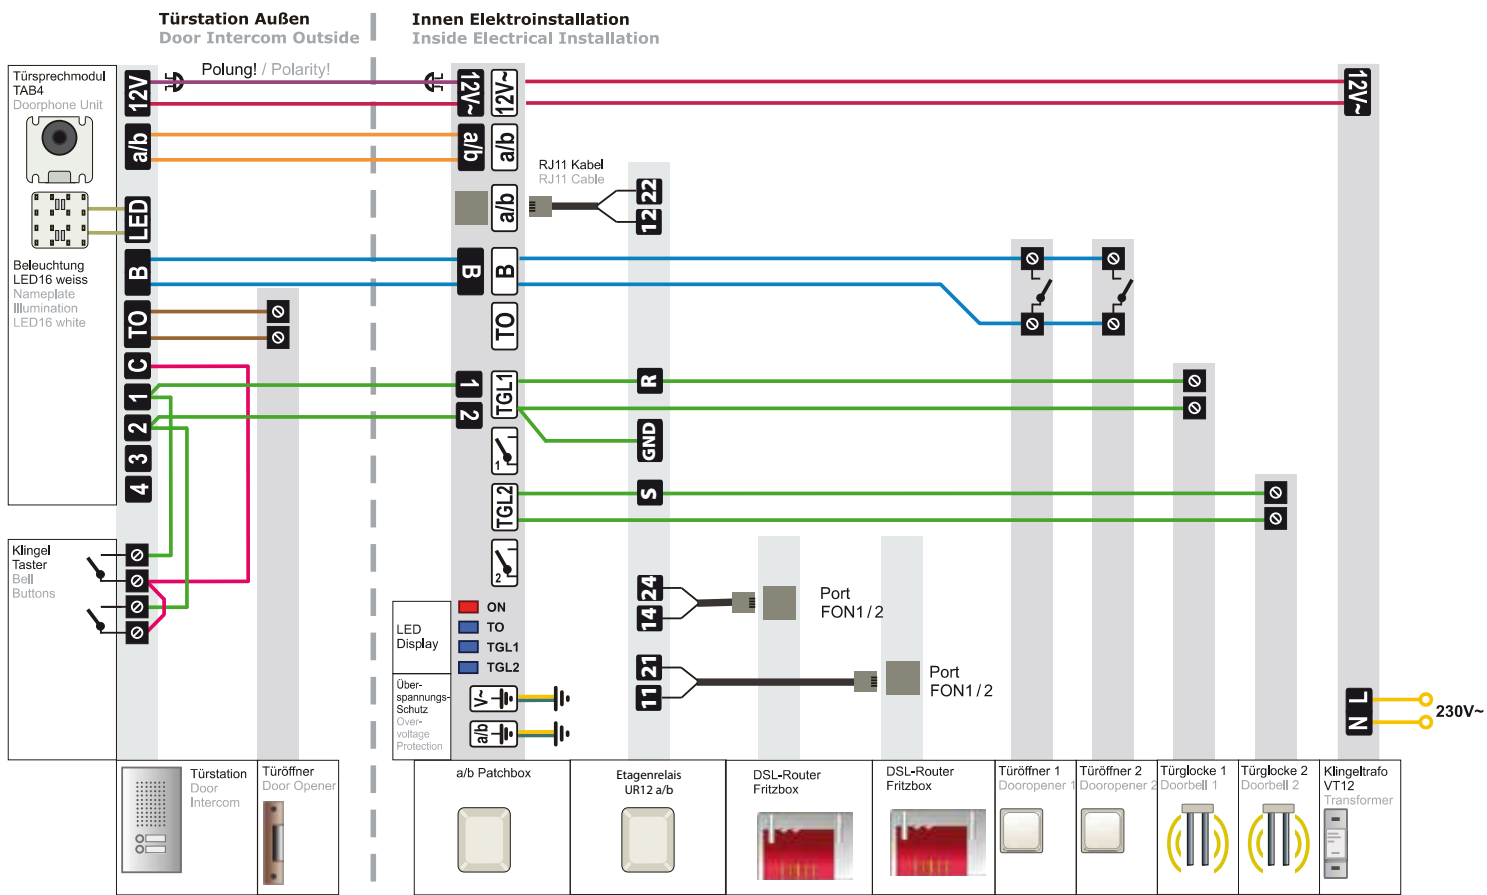 Türstation Außen
Door Intercom Outside
Innen Elektroinstallation
Inside Electrical Installation
Türsprechmodul
TAB4
Doorphone Unit
Beleuchtung
LED16 weiss
Nameplate
Illumination
LED16 white
12V
a/b
LED
B
TO
C
1
2
3
4
Polung! / Polarity!
Klingel
Taster
Bell
Buttons
12V~
a/b
B
1
2
12V~
a/b
a/b
B
TO
TGL1
1
TGL2
2
RJ11 Kabel
RJ11 Cable
22
12
R
GND
S
24
14
21
11
Port
FON1/2
Port
FON1/2
12V~
L
N
230V~
LED
Display
ON
TO
TGL1
TGL2
Über-
spannungs-
Schutz
Over-
voltage
Protection
V~
a/b
Türstation
Door
Intercom
Türöffner
Door Opener
a/b Patchbox
Etagenrelais
UR12 a/b
DSL-Router
Fritzbox
DSL-Router
Fritzbox
Türöffner 1
Dooropener 1
Türöffner 2
Dooropener 2
Türglocke 1
Doorbell 1
Türglocke 2
Doorbell 2
Klingeltrafo
VT12
Transformer